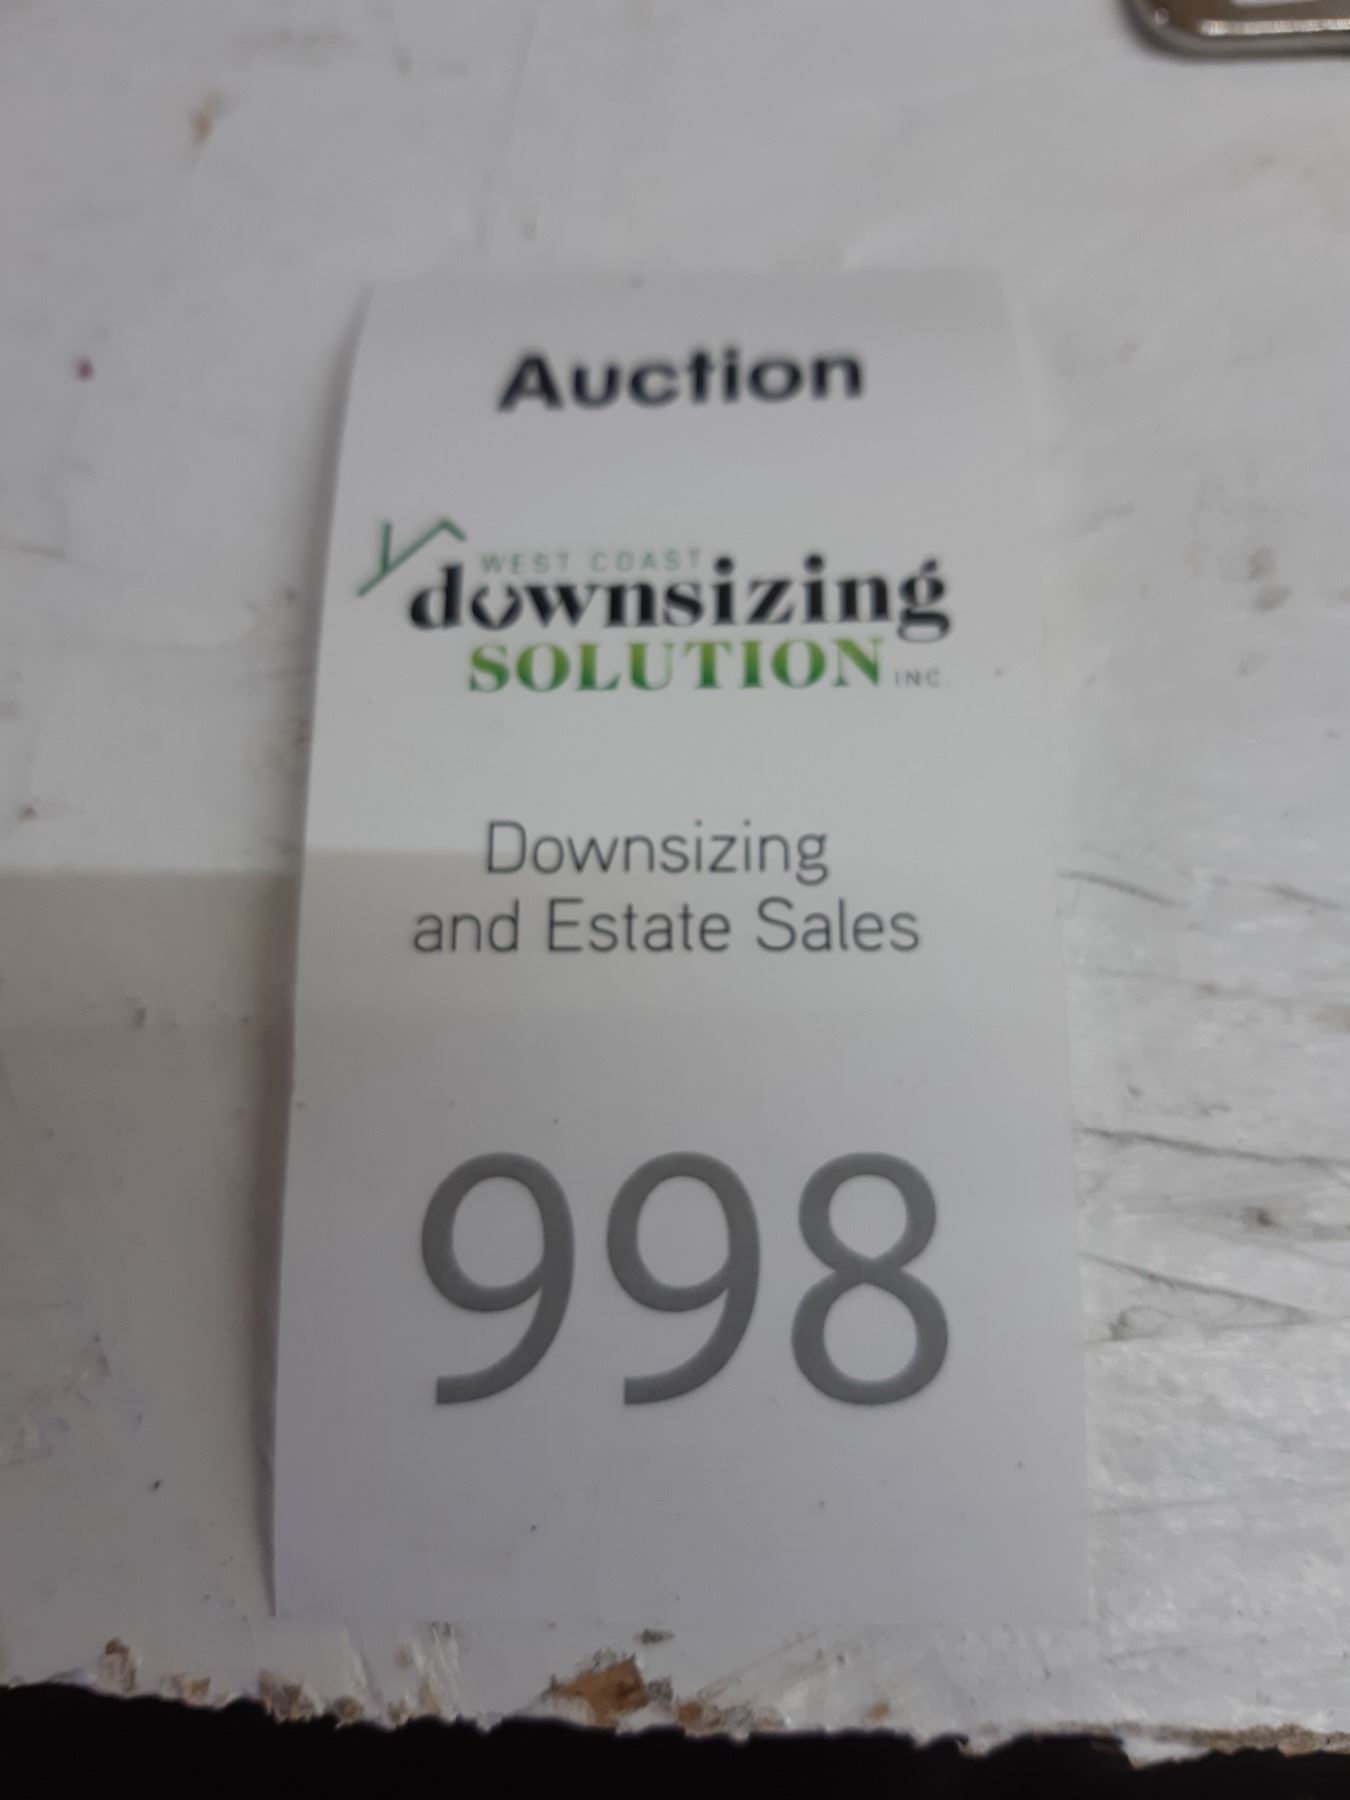 Auction
WEST COAST
downsizing
SOLUTION INC.
Downsizing
and Estate Sales
998